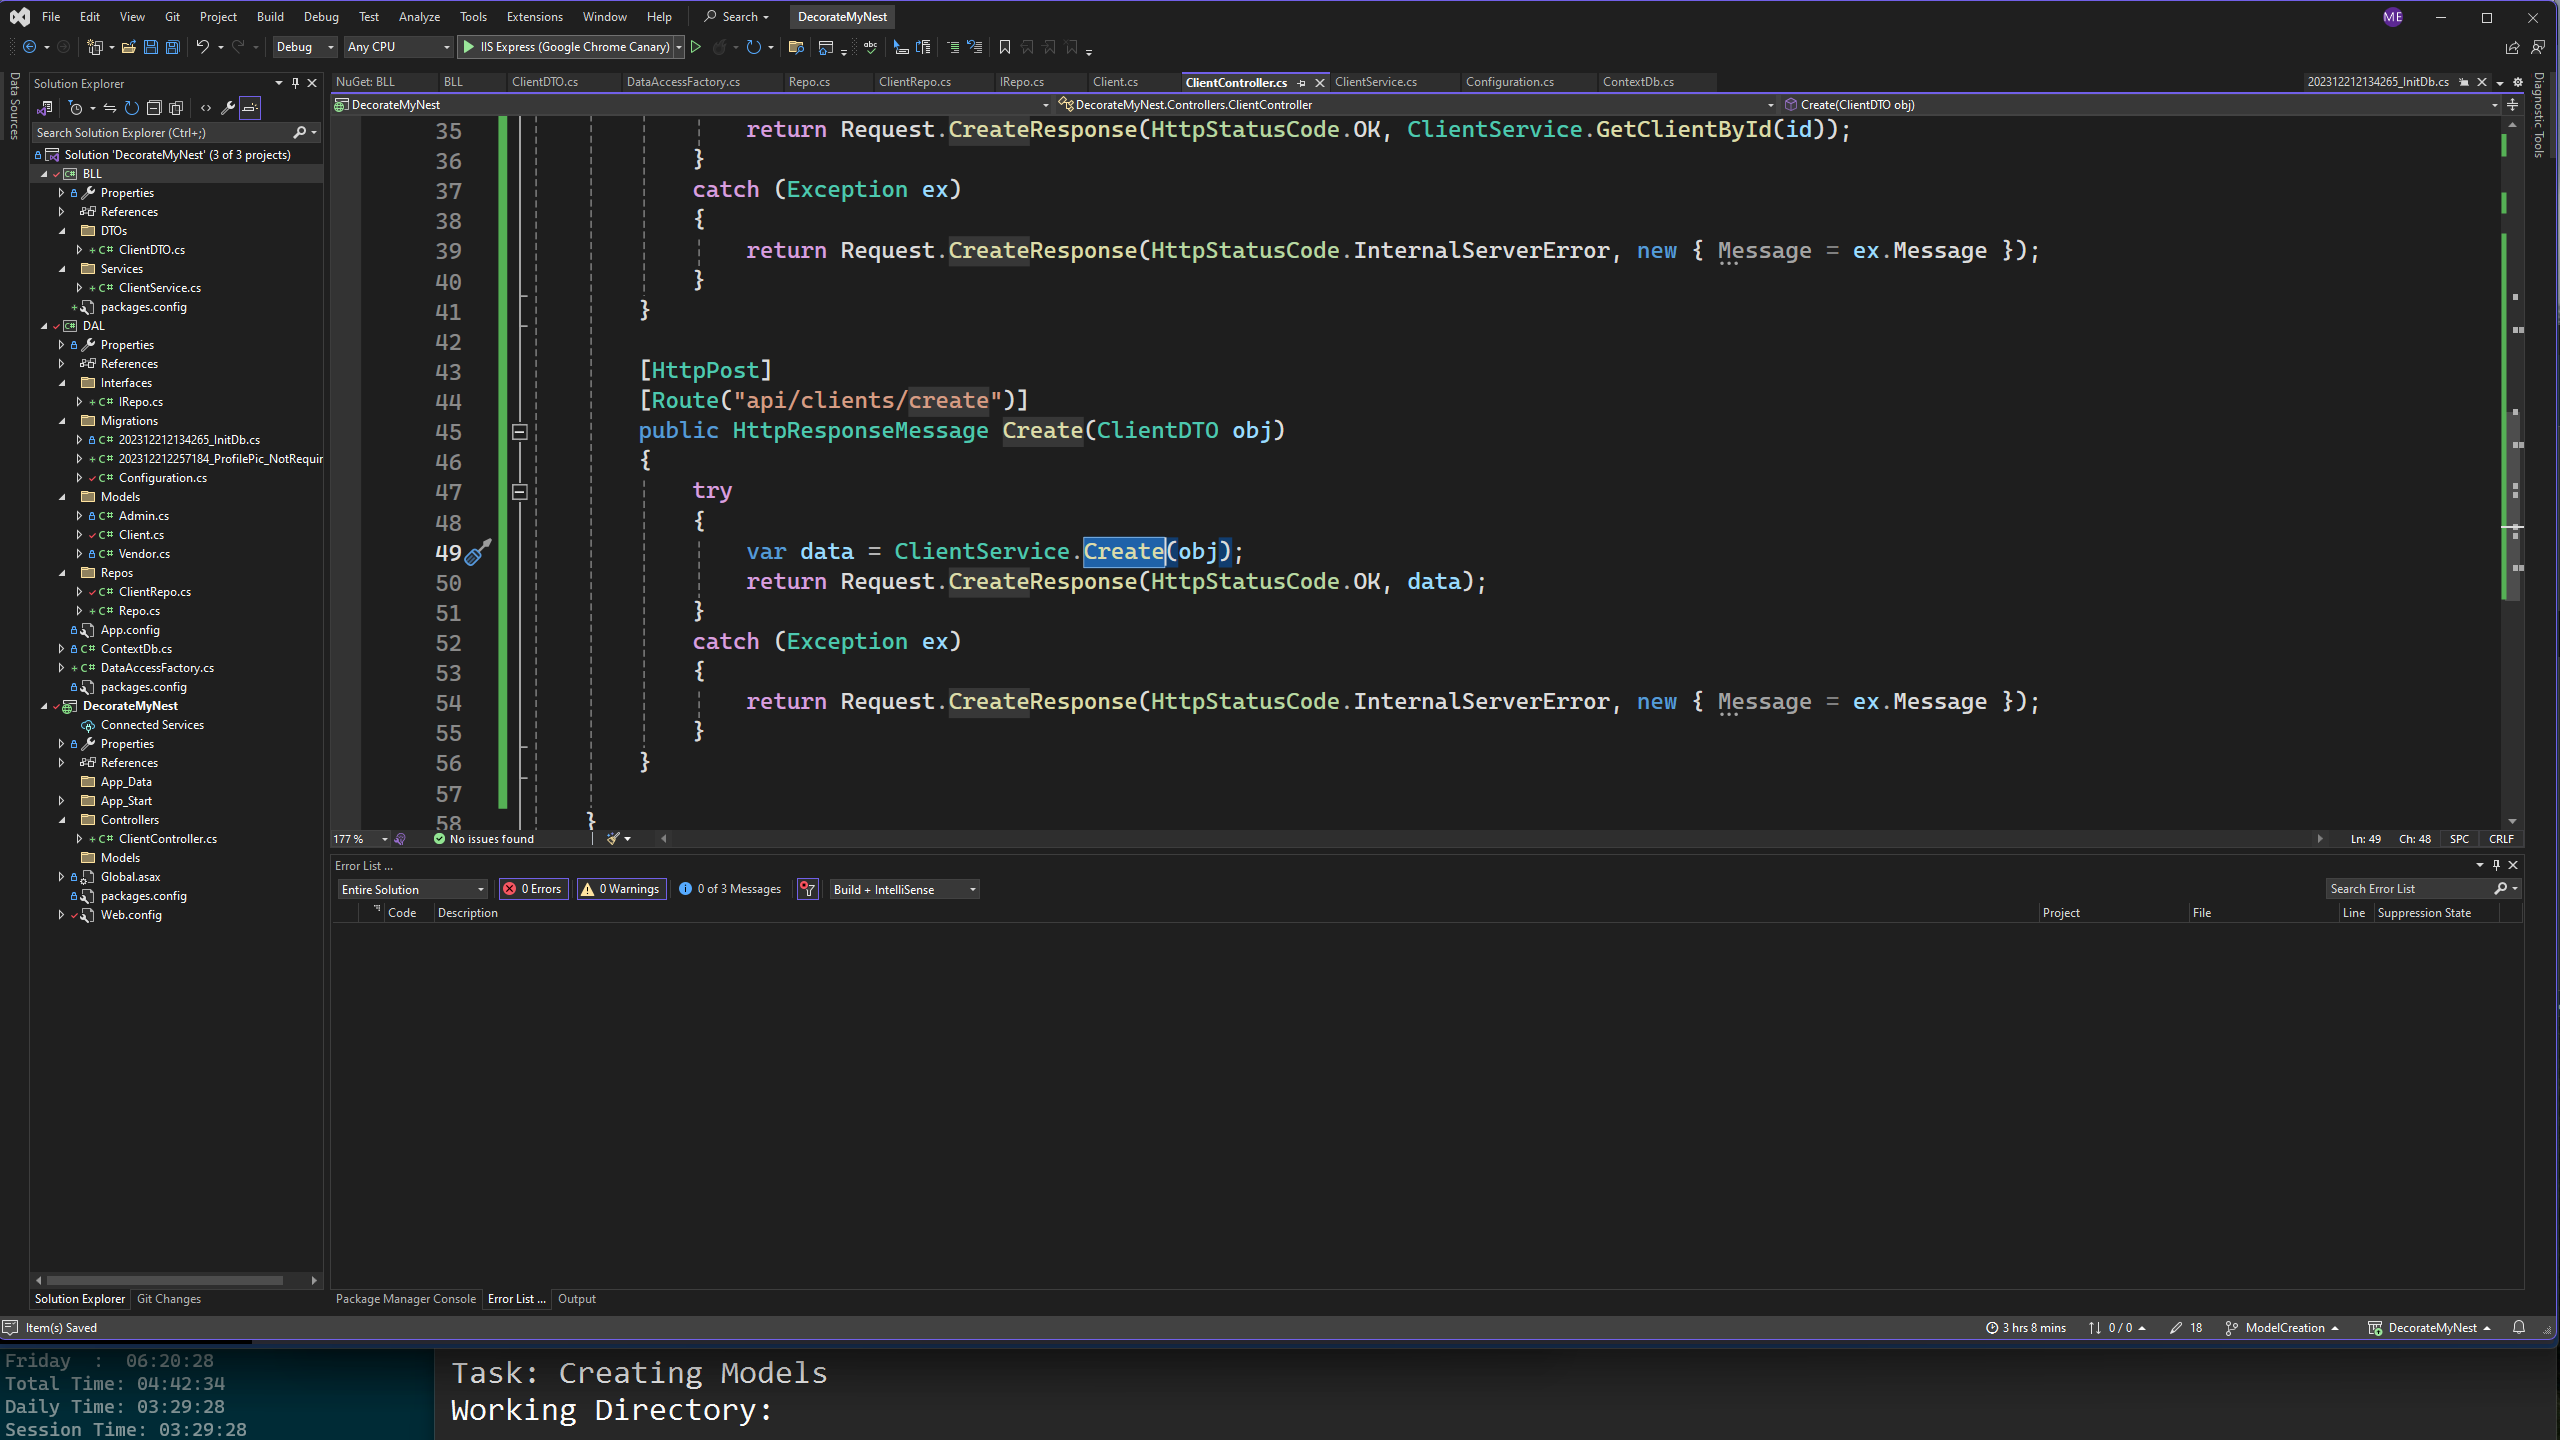 File Edit View Git Project Build Debug Test Analyze Tools Extensions Window Help Search DecorateMyNest ME
Debug Any CPU IIS Express (Google Chrome Canary)
Data Sources
Solution Explorer
Search Solution Explorer (Ctrl+;)
Solution 'DecorateMyNest' (3 of 3 projects)
BLL
Properties
References
DTOs
C# ClientDTO.cs
Services
C# ClientService.cs
packages.config
DAL
Properties
References
Interfaces
C# IRepo.cs
Migrations
C# 202312212134265_InitDb.cs
C# 202312212257184_ProfilePic_NotRequir
C# Configuration.cs
Models
C# Admin.cs
C# Client.cs
C# Vendor.cs
Repos
C# ClientRepo.cs
C# Repo.cs
App.config
C# ContextDb.cs
C# DataAccessFactory.cs
packages.config
DecorateMyNest
Connected Services
Properties
References
App_Data
App_Start
Controllers
C# ClientController.cs
Models
Global.asax
packages.config
Web.config
Solution Explorer Git Changes
NuGet: BLL BLL ClientDTO.cs DataAccessFactory.cs Repo.cs ClientRepo.cs IRepo.cs Client.cs ClientController.cs ClientService.cs Configuration.cs ContextDb.cs 202312212134265_InitDb.cs
DecorateMyNest DecorateMyNest.Controllers.ClientController Create(ClientDTO obj)
Diagnostic Tools
35 return Request.CreateResponse(HttpStatusCode.OK, ClientService.GetClientById(id));
36 }
37 catch (Exception ex)
38 {
39 return Request.CreateResponse(HttpStatusCode.InternalServerError, new { Message = ex.Message });
40 }
41 }
42
43 [HttpPost]
44 [Route("api/clients/create")]
45 public HttpResponseMessage Create(ClientDTO obj)
46 {
47 try
48 {
49 var data = ClientService.Create(obj);
50 return Request.CreateResponse(HttpStatusCode.OK, data);
51 }
52 catch (Exception ex)
53 {
54 return Request.CreateResponse(HttpStatusCode.InternalServerError, new { Message = ex.Message });
55 }
56 }
57
58 }
177 % No issues found Ln: 49 Ch: 48 SPC CRLF
Error List ...
Entire Solution 0 Errors 0 Warnings 0 of 3 Messages Build + IntelliSense Search Error List
Code Description Project File Line Suppression State
Package Manager Console Error List ... Output
Item(s) Saved 3 hrs 8 mins 0 / 0 18 ModelCreation DecorateMyNest
Friday : 06:20:28
Total Time: 04:42:34
Daily Time: 03:29:28
Session Time: 03:29:28
Task: Creating Models
Working Directory: